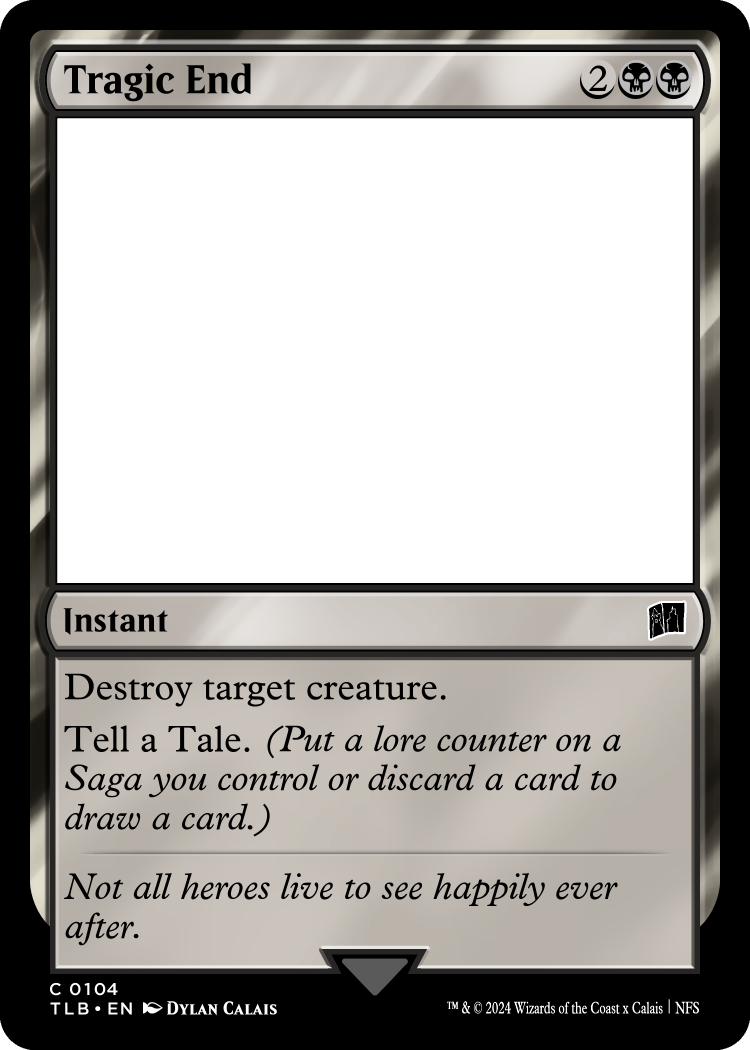 Tragic End 2
Instant
Destroy target creature.
Tell a Tale. (Put a lore counter on a
Saga you control or discard a card to
draw a card.)
Not all heroes live to see happily ever
after.
C 0104
TLB • EN Dylan Calais
™ & © 2024 Wizards of the Coast x Calais | NFS